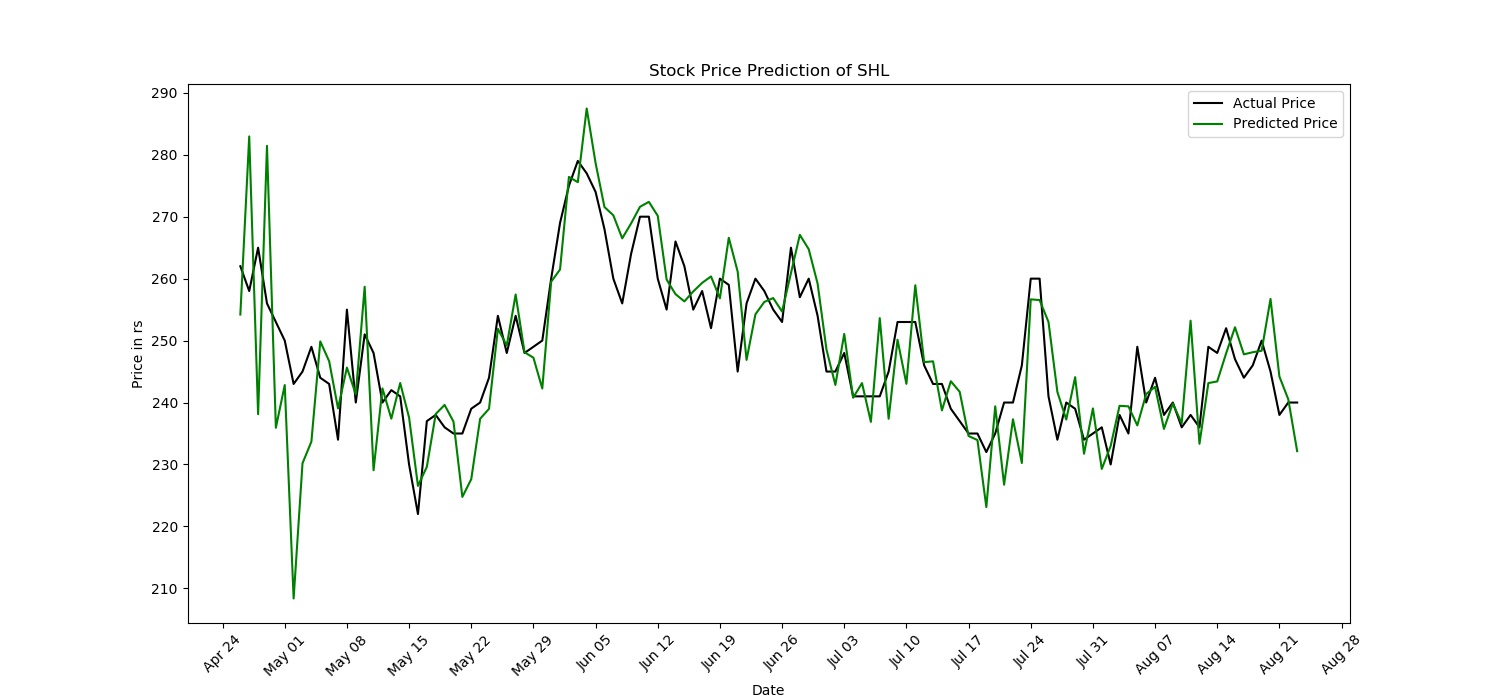 Stock Price Prediction of SHL
Actual Price
Predicted Price
290
280
270
260
250
240
230
220
210
Price in rs
Apr 24
May 01
May 08
May 15
May 22
May 29
Jun 05
Jun 12
Jun 19
Jun 26
Jul 03
Jul 10
Jul 17
Jul 24
Jul 31
Aug 07
Aug 14
Aug 21
Aug 28
Date